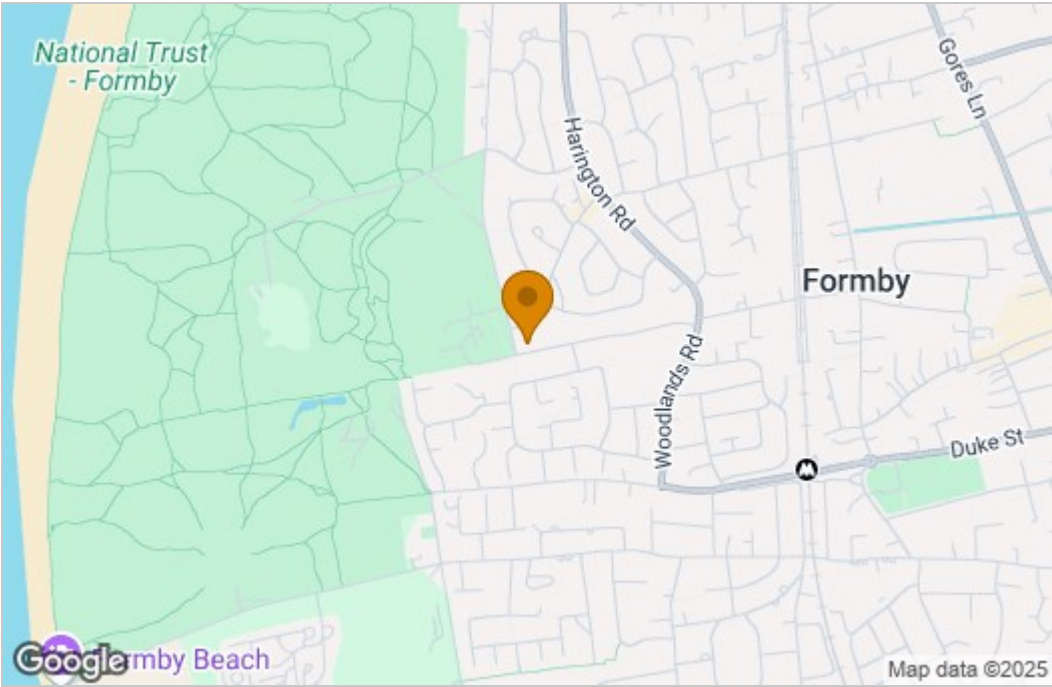 National Trust
- Formby
Gores Ln
Harington Rd
Formby
Woodlands Rd
Duke St
Google
Formby Beach
Map data ©2025